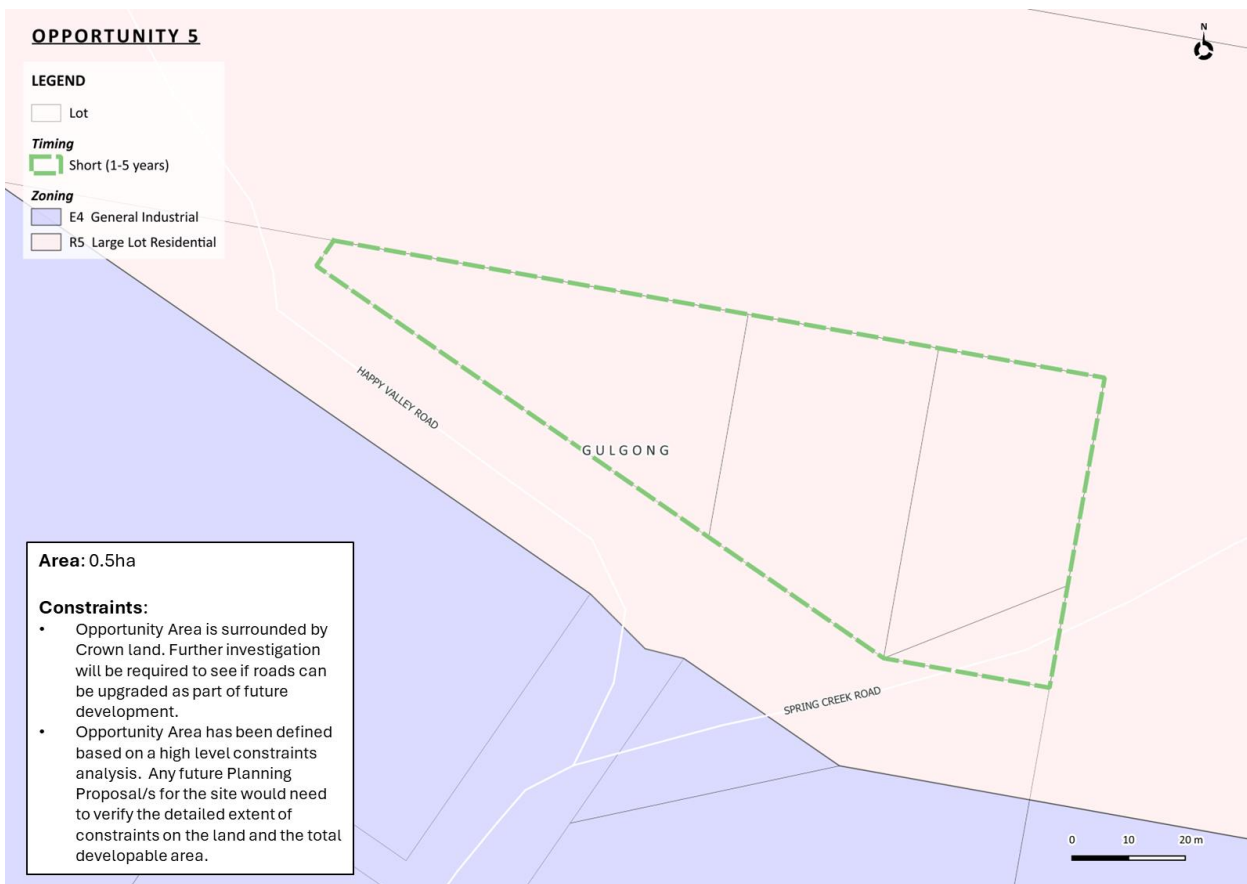 OPPORTUNITY 5
N
LEGEND
Lot
Timing
Short (1-5 years)
Zoning
E4 General Industrial
R5 Large Lot Residential
HAPPY VALLEY ROAD
GULGONG
SPRING CREEK ROAD
Area: 0.5ha
Constraints:
• Opportunity Area is surrounded by
Crown land. Further investigation
will be required to see if roads can
be upgraded as part of future
development.
• Opportunity Area has been defined
based on a high level constraints
analysis. Any future Planning
Proposal/s for the site would need
to verify the detailed extent of
constraints on the land and the total
developable area.
0 10 20 m